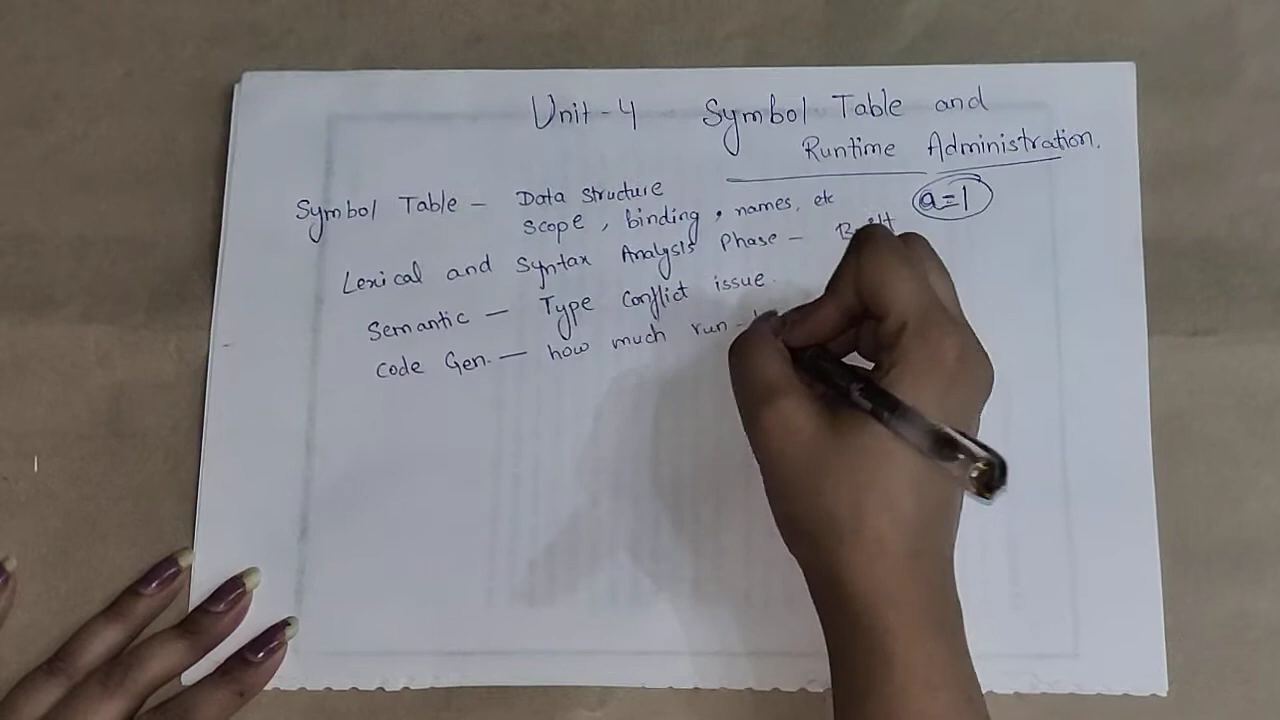 Unit - 4 Symbol Table and
Runtime Administration.
Symbol Table - Data Structure
Scope, binding, names, etc
a=1
Lexical and Syntax Analysis Phase -
Semantic - Type Conflict issue.
Code Gen. - how much run -